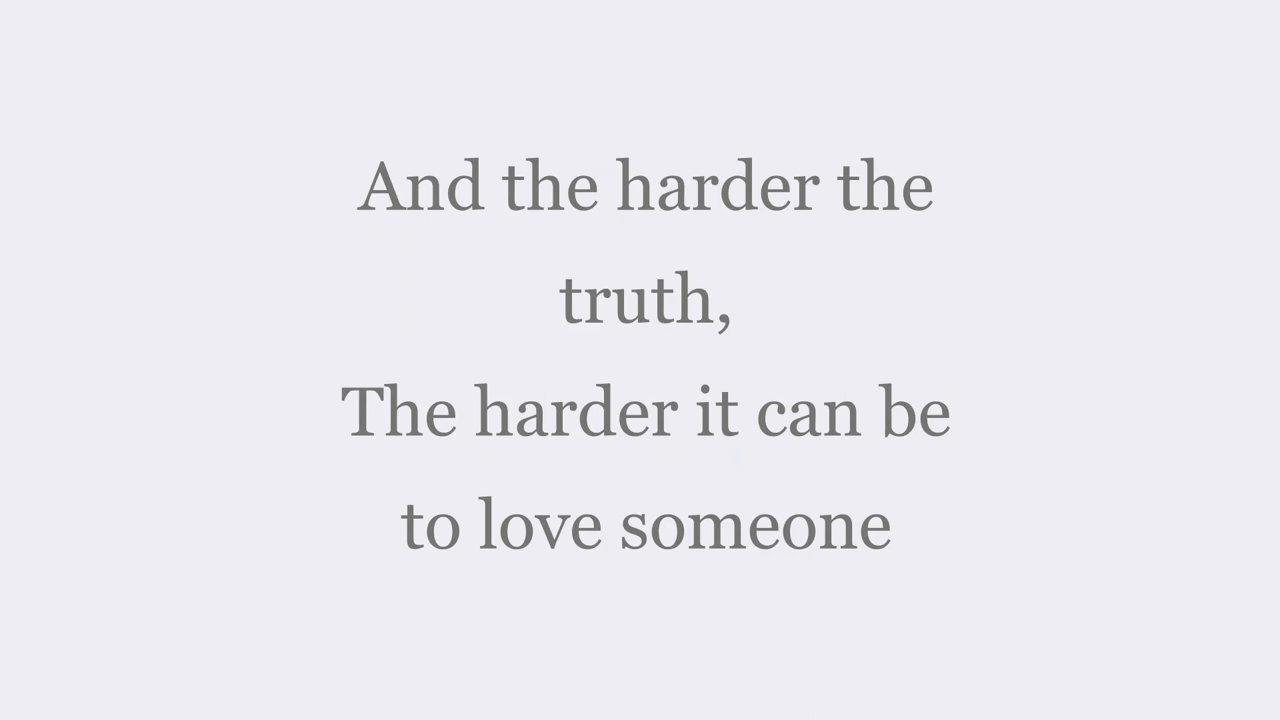 And the harder the
truth,
The harder it can be
to love someone